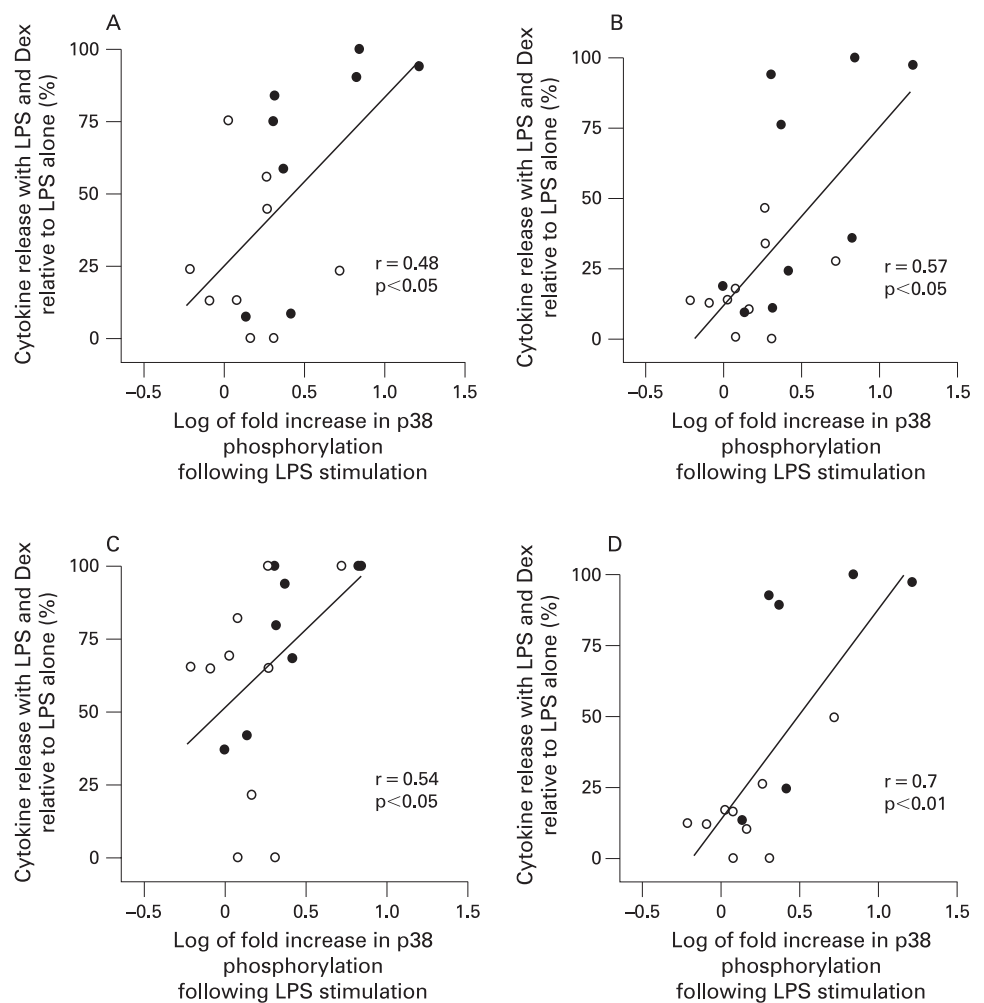 A
Cytokine release with LPS and Dex
relative to LPS alone (%)
100
75
50
25
0
r = 0.48
p<0.05
−0.5 0 0.5 1.0 1.5
Log of fold increase in p38
phosphorylation
following LPS stimulation
B
Cytokine release with LPS and Dex
relative to LPS alone (%)
100
75
50
25
0
r = 0.57
p<0.05
−0.5 0 0.5 1.0 1.5
Log of fold increase in p38
phosphorylation
following LPS stimulation
C
Cytokine release with LPS and Dex
relative to LPS alone (%)
100
75
50
25
0
r = 0.54
p<0.05
−0.5 0 0.5 1.0 1.5
Log of fold increase in p38
phosphorylation
following LPS stimulation
D
Cytokine release with LPS and Dex
relative to LPS alone (%)
100
75
50
25
0
r = 0.7
p<0.01
−0.5 0 0.5 1.0 1.5
Log of fold increase in p38
phosphorylation
following LPS stimulation